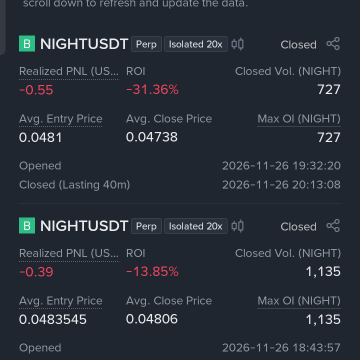 scroll down to refresh and update the data.
B NIGHTUSDT Perp Isolated 20x Closed
Realized PNL (US... ROI Closed Vol. (NIGHT)
-0.55 -31.36% 727
Avg. Entry Price Avg. Close Price Max OI (NIGHT)
0.0481 0.04738 727
Opened 2026-11-26 19:32:20
Closed (Lasting 40m) 2026-11-26 20:13:08
B NIGHTUSDT Perp Isolated 20x Closed
Realized PNL (US... ROI Closed Vol. (NIGHT)
-0.39 -13.85% 1,135
Avg. Entry Price Avg. Close Price Max OI (NIGHT)
0.0483545 0.04806 1,135
Opened 2026-11-26 18:43:57